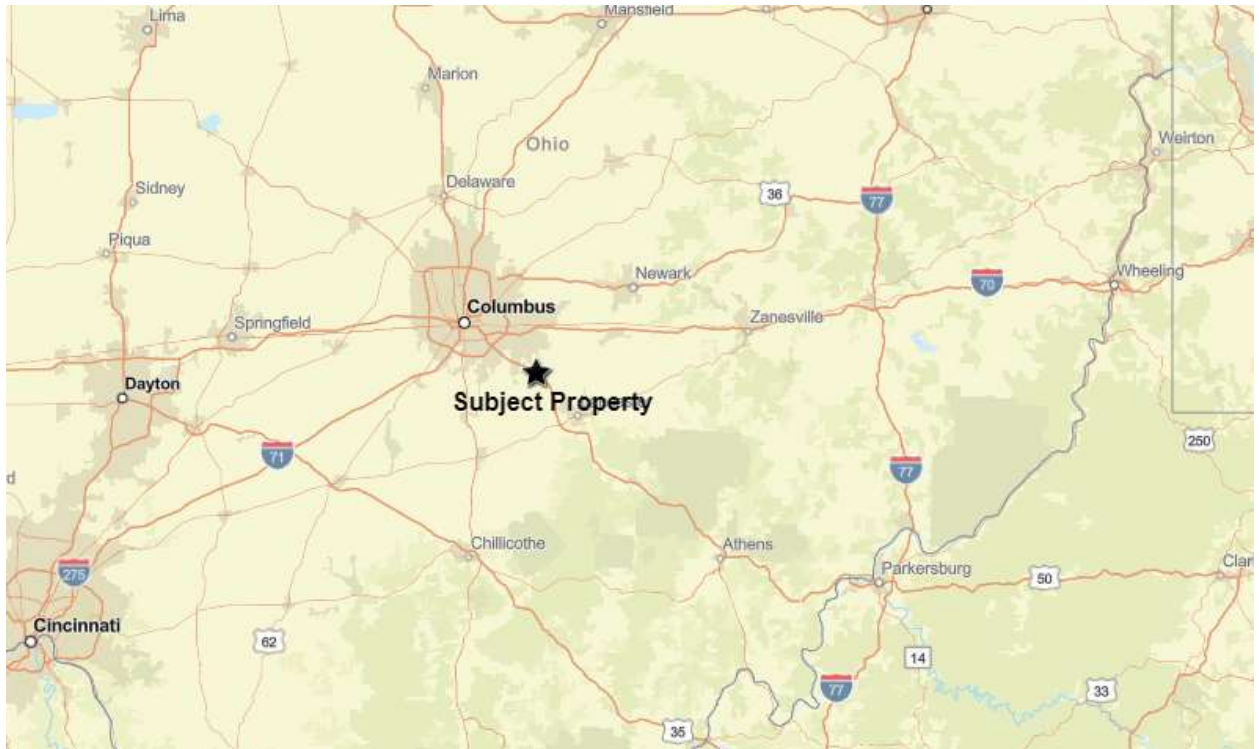 Lima
Mansfield
Marion
Weirton
Ohio
Sidney
Delaware
36
77
Piqua
Newark
Wheeling
70
Columbus
Springfield
Zanesville
Dayton
Subject Property
250
71
77
d
Chillicothe
Athens
275
Parkersburg
50
Clar
Cincinnati
62
14
77
33
35